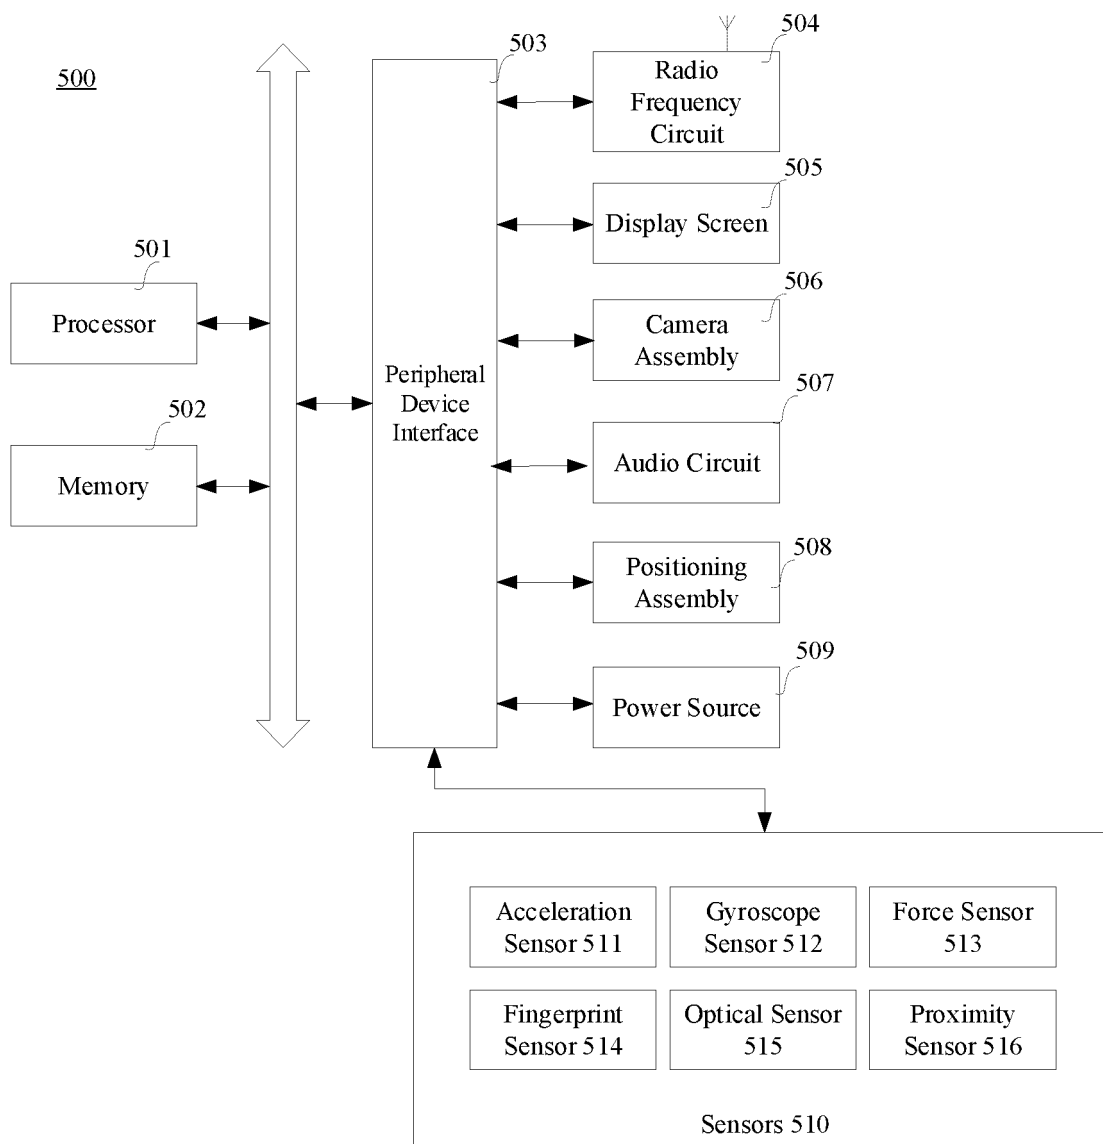 500
503
504
Radio
Frequency
Circuit
505
Display Screen
501
Processor
506
Camera
Assembly
Peripheral
Device
Interface
502
Memory
507
Audio Circuit
508
Positioning
Assembly
509
Power Source
Acceleration
Sensor 511
Gyroscope
Sensor 512
Force Sensor
513
Fingerprint
Sensor 514
Optical Sensor
515
Proximity
Sensor 516
Sensors 510